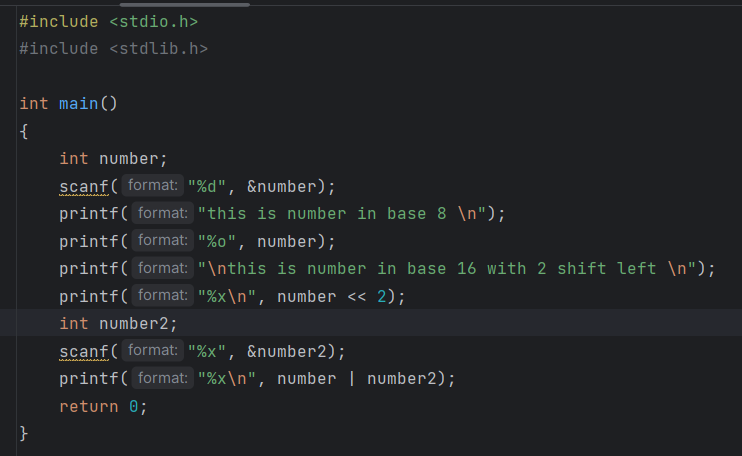 #include <stdio.h>
#include <stdlib.h>
int main()
{
int number;
scanf( format: "%d", &number);
printf( format: "this is number in base 8 \n");
printf( format: "%o", number);
printf( format: "\nthis is number in base 16 with 2 shift left \n");
printf( format: "%x\n", number << 2);
int number2;
scanf( format: "%x", &number2);
printf( format: "%x\n", number | number2);
return 0;
}